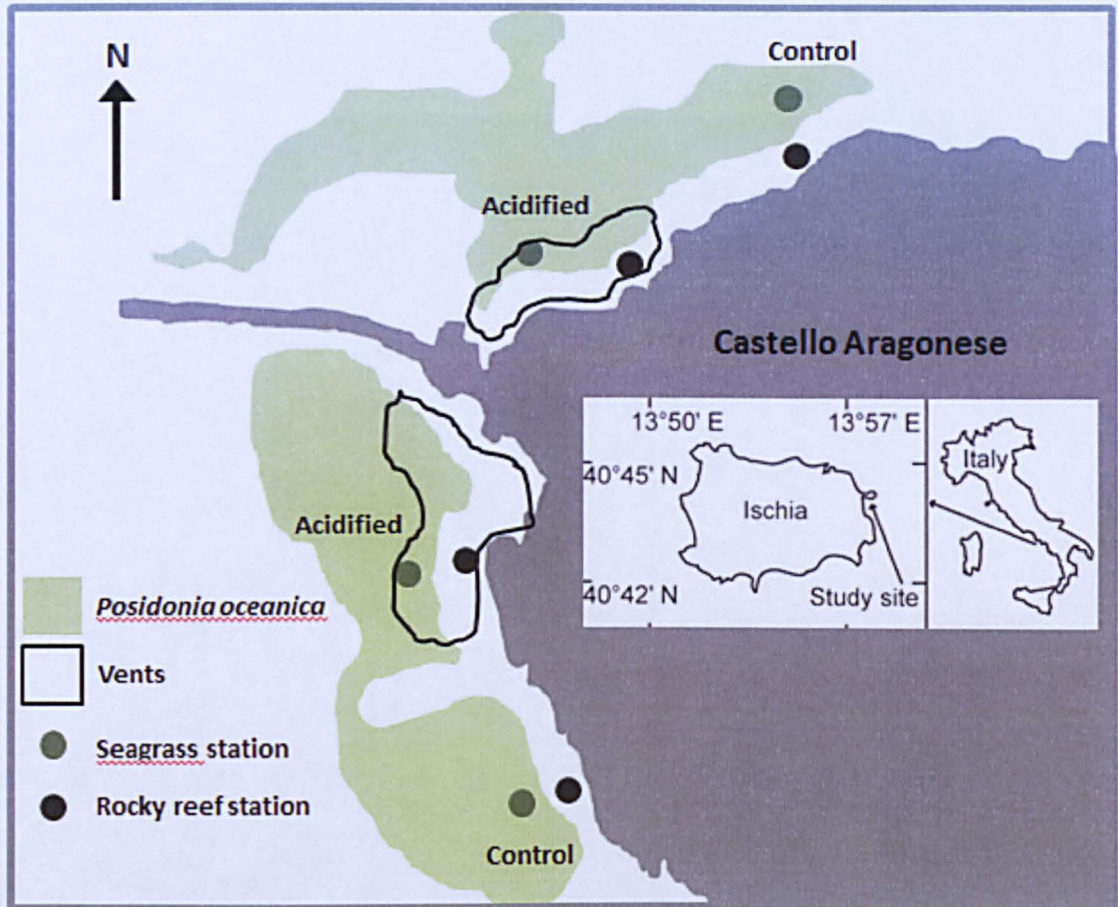 N
Control
Acidified
Castello Aragonese
13°50' E
13°57' E
40°45' N
Italy
Ischia
Acidified
40°42' N
Study site
Posidonia oceanica
Vents
Seagrass station
Rocky reef station
Control